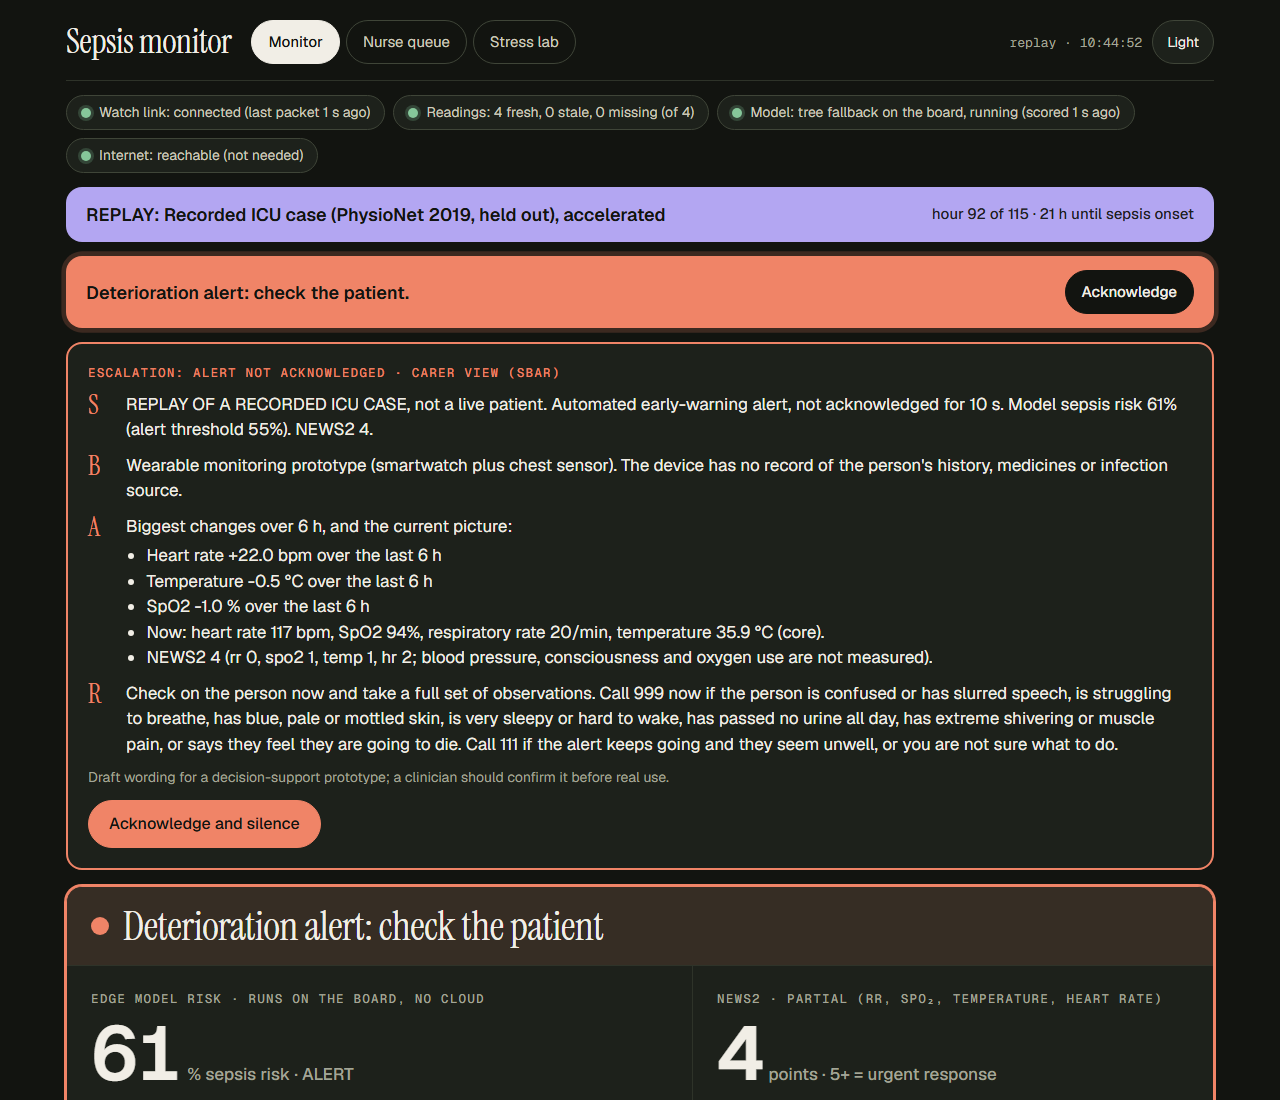 Sepsis monitor
Monitor
Nurse queue
Stress lab
replay · 10:44:52
Light
Watch link: connected (last packet 1 s ago)
Readings: 4 fresh, 0 stale, 0 missing (of 4)
Model: tree fallback on the board, running (scored 1 s ago)
Internet: reachable (not needed)
REPLAY: Recorded ICU case (PhysioNet 2019, held out), accelerated
hour 92 of 115 · 21 h until sepsis onset
Deterioration alert: check the patient.
Acknowledge
ESCALATION: ALERT NOT ACKNOWLEDGED · CARER VIEW (SBAR)
S REPLAY OF A RECORDED ICU CASE, not a live patient. Automated early-warning alert, not acknowledged for 10 s. Model sepsis risk 61%
(alert threshold 55%). NEWS2 4.
B Wearable monitoring prototype (smartwatch plus chest sensor). The device has no record of the person's history, medicines or infection
source.
A Biggest changes over 6 h, and the current picture:
• Heart rate +22.0 bpm over the last 6 h
• Temperature -0.5 °C over the last 6 h
• SpO2 -1.0 % over the last 6 h
• Now: heart rate 117 bpm, SpO2 94%, respiratory rate 20/min, temperature 35.9 °C (core).
• NEWS2 4 (rr 0, spo2 1, temp 1, hr 2; blood pressure, consciousness and oxygen use are not measured).
R Check on the person now and take a full set of observations. Call 999 now if the person is confused or has slurred speech, is struggling
to breathe, has blue, pale or mottled skin, is very sleepy or hard to wake, has passed no urine all day, has extreme shivering or muscle
pain, or says they feel they are going to die. Call 111 if the alert keeps going and they seem unwell, or you are not sure what to do.
Draft wording for a decision-support prototype; a clinician should confirm it before real use.
Acknowledge and silence
Deterioration alert: check the patient
EDGE MODEL RISK · RUNS ON THE BOARD, NO CLOUD
61 % sepsis risk · ALERT
NEWS2 · PARTIAL (RR, SPO₂, TEMPERATURE, HEART RATE)
4 points · 5+ = urgent response